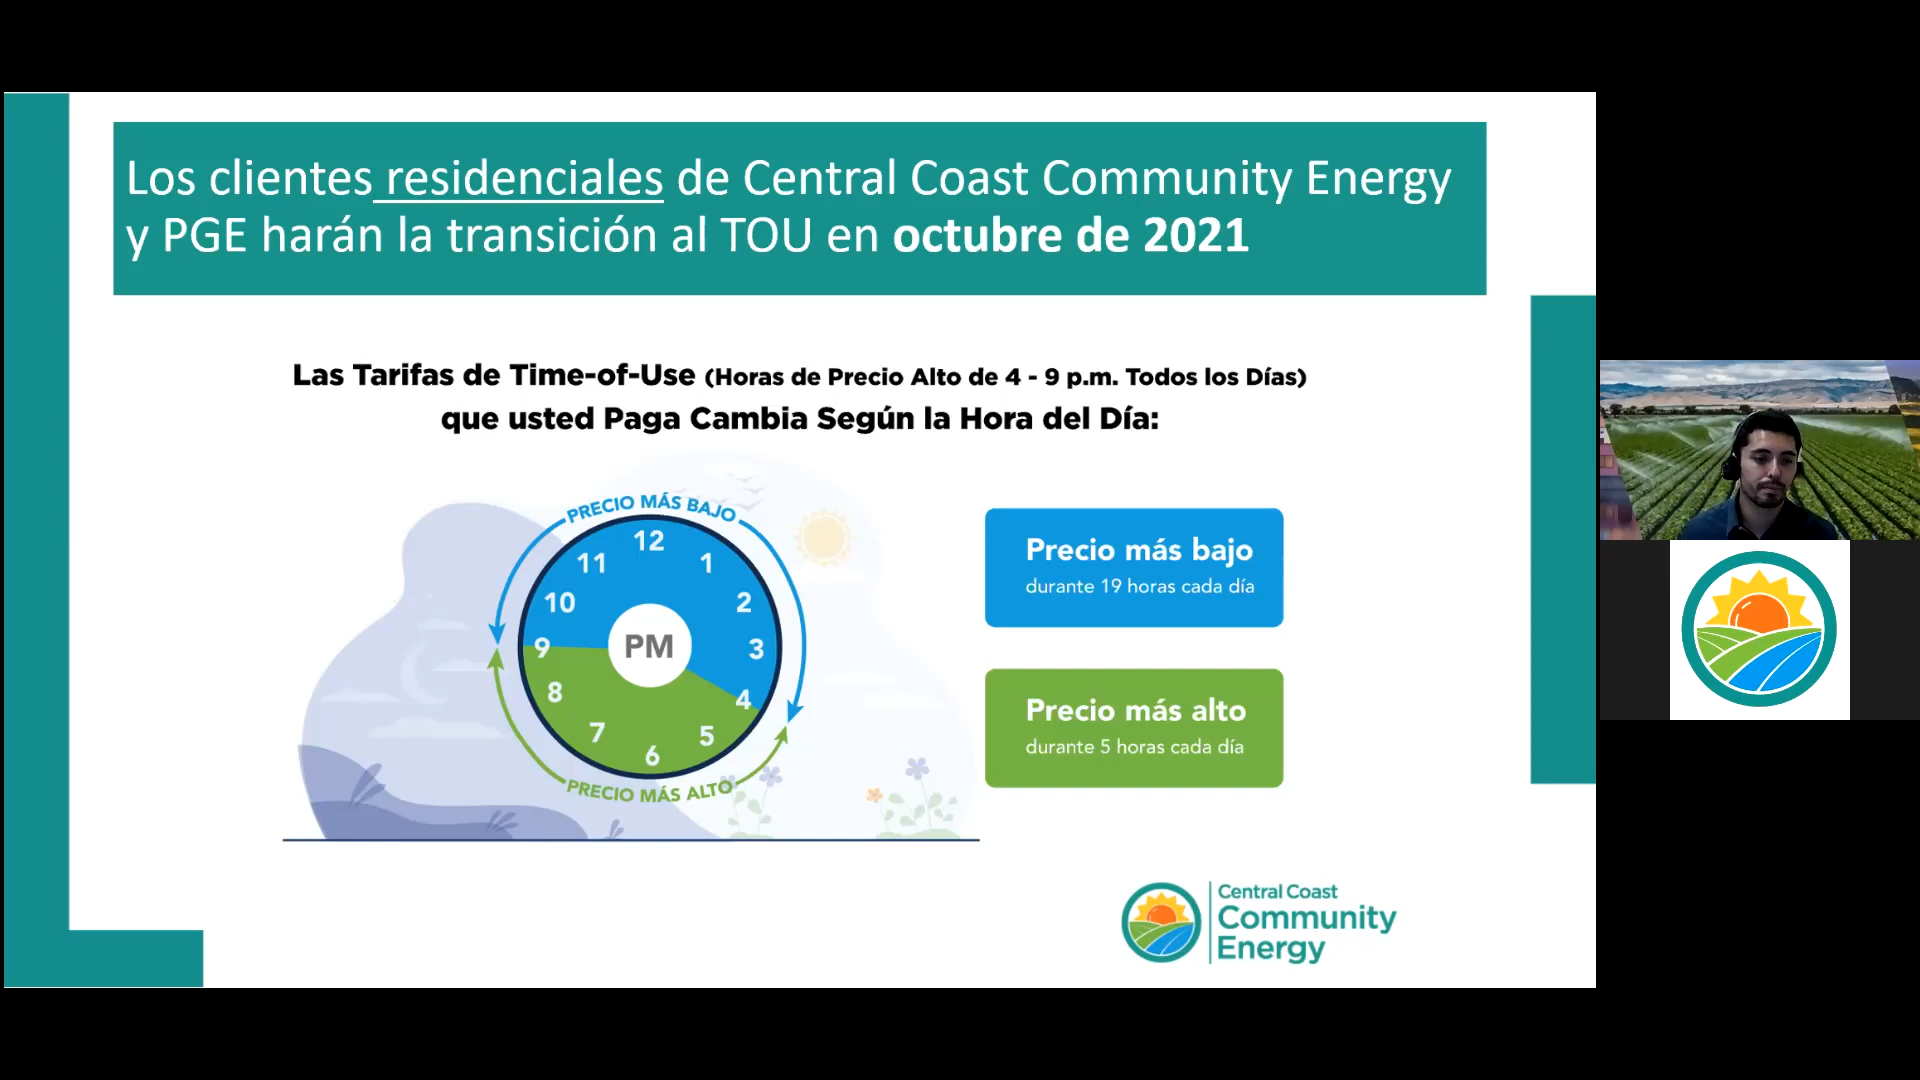 Los clientes residenciales de Central Coast Community Energy
y PGE harán la transición al TOU en octubre de 2021
Las Tarifas de Time-of-Use (Horas de Precio Alto de 4 - 9 p.m. Todos los Días)
que usted Paga Cambia Según la Hora del Día:
PRECIO MÁS BAJO
12
1
2
3
4
5
6
7
8
9
10
11
PM
PRECIO MÁS ALTO
Precio más bajo
durante 19 horas cada día
Precio más alto
durante 5 horas cada día
Central Coast
Community
Energy